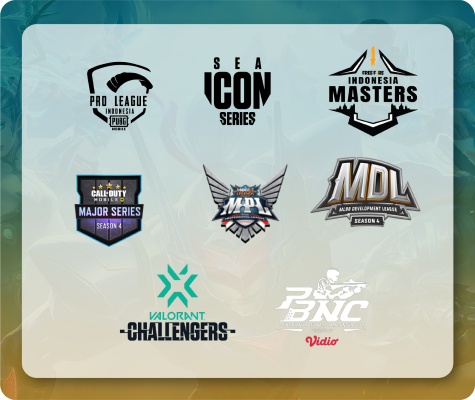 PRO LEAGUE
INDONESIA
PUBG
MOBILE
SEA
ICON
SERIES
FREE FIRE
INDONESIA
MASTERS
CALL OF DUTY
MOBILE
MAJOR SERIES
SEASON 4
MPL
MDL
MLBB DEVELOPMENT LEAGUE
SEASON 4
VALORANT
CHALLENGERS
PBNC
Vidio